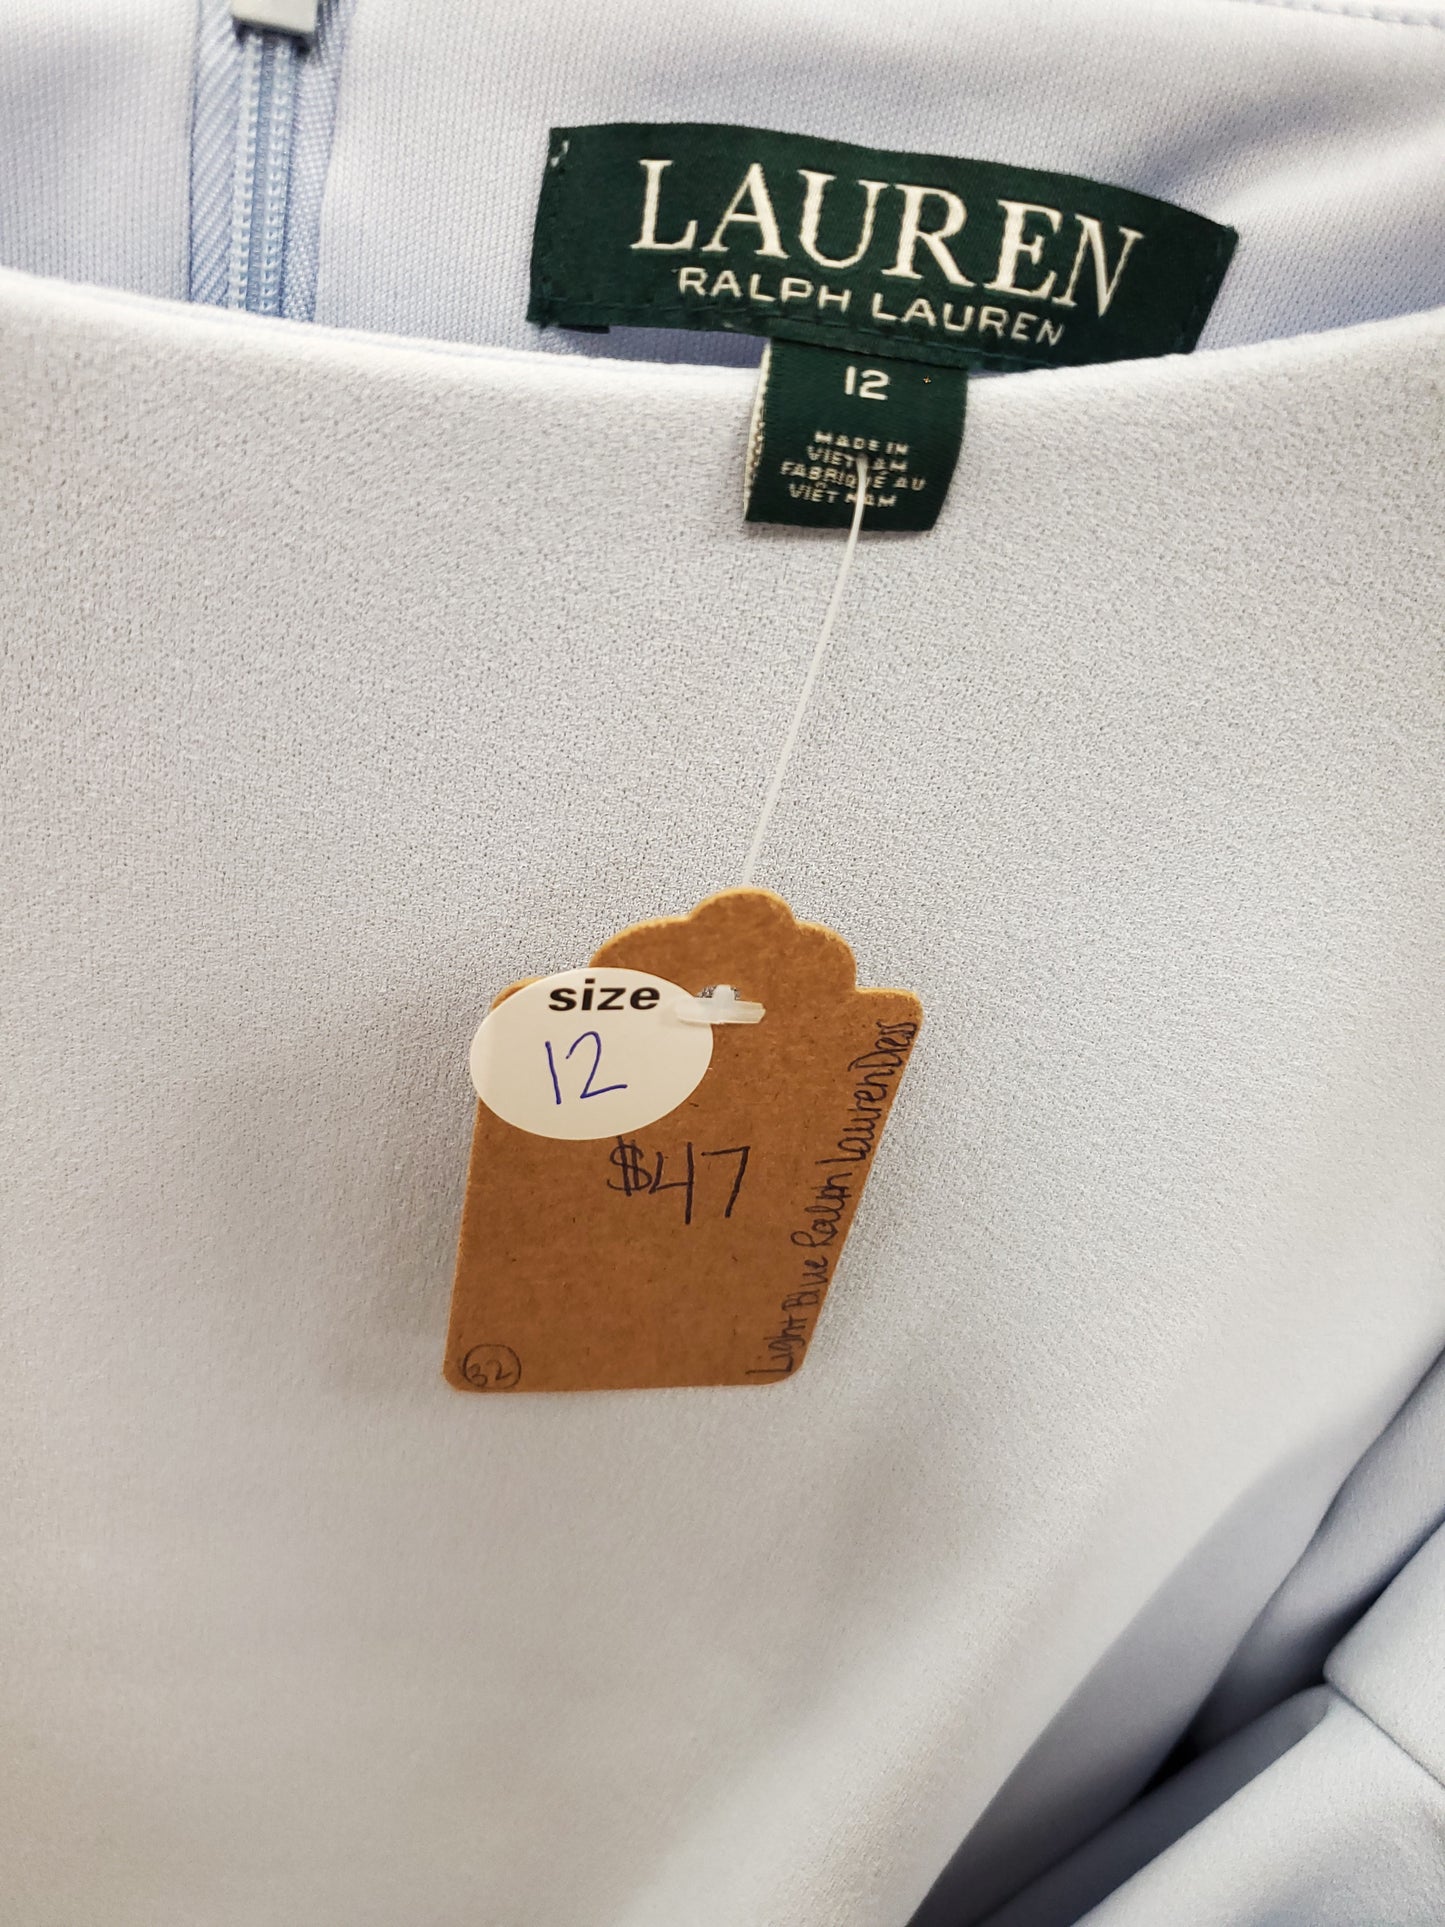 LAUREN
RALPH LAUREN
12
MADE IN
VIETNAM
FABRIQUÉ AU
VIÊT NAM
size
12
$47
Light Blue Ralph Lauren Dress
32